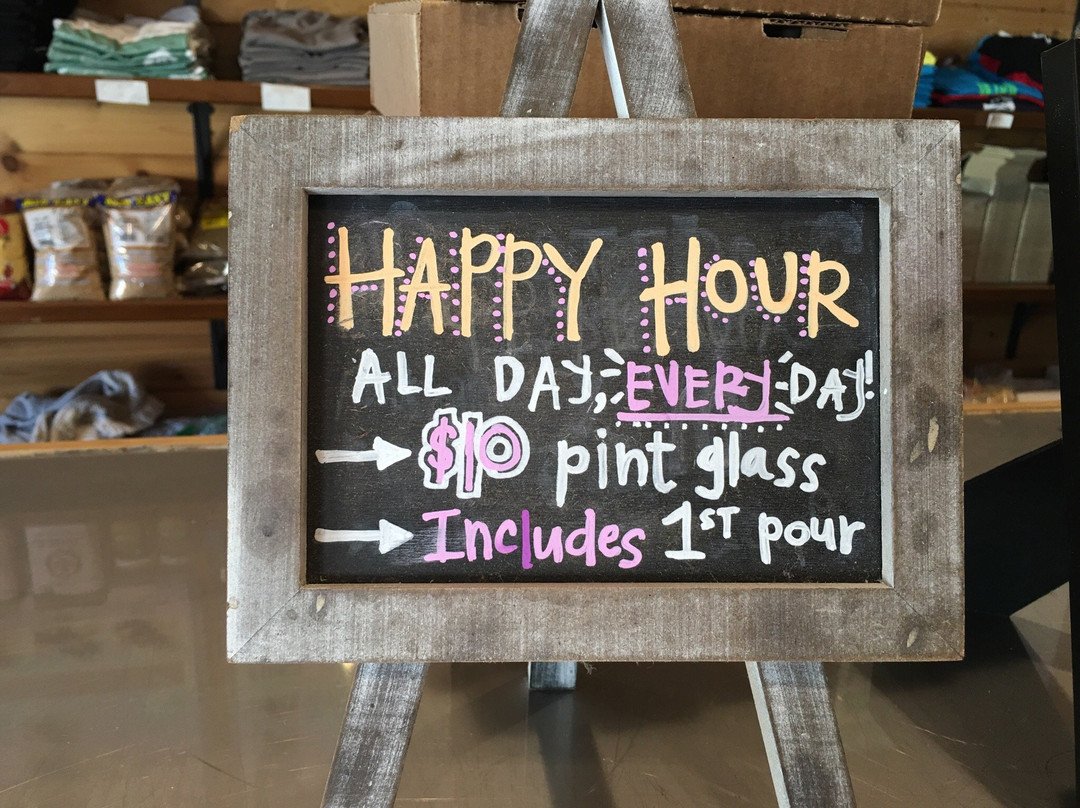 HAPPY HOUR
ALL DAY, EVERY DAY!
$10 pint glass
Includes 1ST pour